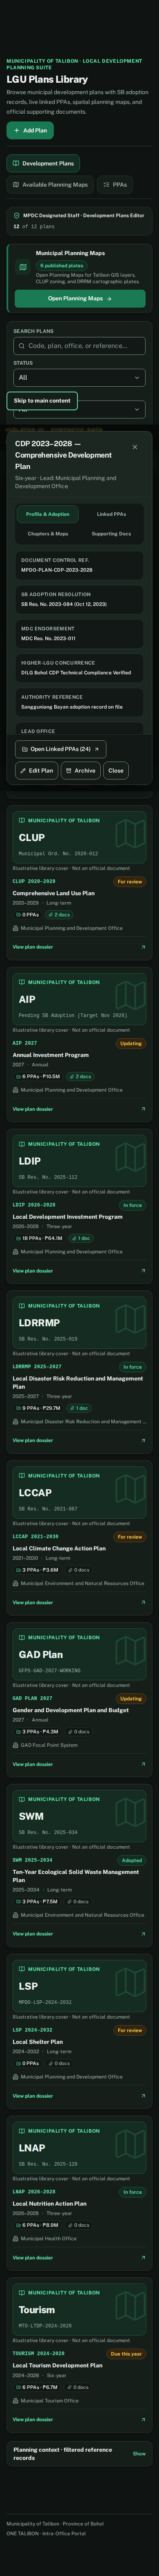 MUNICIPALITY OF TALIBON · LOCAL DEVELOPMENT
PLANNING SUITE
LGU Plans Library
Browse municipal development plans with SB adoption
records, live linked PPAs, spatial planning maps, and
official supporting documents.
+ Add Plan
Development Plans
Available Planning Maps
PPAs
MPDC Designated Staff · Development Plans Editor
12 of 12 plans
Municipal Planning Maps
6 published plates
Open Planning Maps for Talibon GIS layers,
CLUP zoning, and DRRM cartographic plates.
Open Planning Maps →
SEARCH PLANS
Code, plan, office, or reference...
STATUS
All
Skip to main content
CDP 2023–2028 —
Comprehensive Development
Plan
Six-year · Lead: Municipal Planning and
Development Office
Profile & Adoption
Linked PPAs
Chapters & Maps
Supporting Docs
DOCUMENT CONTROL REF.
MPDO-PLAN-CDP-2023-2028
SB ADOPTION RESOLUTION
SB Res. No. 2023-084 (Oct 12, 2023)
MDC ENDORSEMENT
MDC Res. No. 2023-011
HIGHER-LGU CONCURRENCE
DILG Bohol CDP Technical Compliance Verified
AUTHORITY REFERENCE
Sangguniang Bayan adoption record on file
LEAD OFFICE
Open Linked PPAs (24)
Edit Plan
Archive
Close
MUNICIPALITY OF TALIBON
CLUP
Municipal Ord. No. 2020-012
Illustrative library cover · Not an official document
CLUP 2020–2029
For review
Comprehensive Land Use Plan
2020–2029 · Long-term
0 PPAs
2 docs
Municipal Planning and Development Office
View plan dossier
MUNICIPALITY OF TALIBON
AIP
Pending SB Adoption (Target Nov 2026)
Illustrative library cover · Not an official document
AIP 2027
Updating
Annual Investment Program
2027 · Annual
6 PPAs · ₱10.5M
2 docs
Municipal Planning and Development Office
View plan dossier
MUNICIPALITY OF TALIBON
LDIP
SB Res. No. 2025-112
Illustrative library cover · Not an official document
LDIP 2026–2028
In force
Local Development Investment Program
2026–2028 · Three-year
18 PPAs · ₱64.1M
1 doc
Municipal Planning and Development Office
View plan dossier
MUNICIPALITY OF TALIBON
LDRRMP
SB Res. No. 2025-019
Illustrative library cover · Not an official document
LDRRMP 2025–2027
In force
Local Disaster Risk Reduction and Management
Plan
2025–2027 · Three-year
9 PPAs · ₱29.7M
1 doc
Municipal Disaster Risk Reduction and Management ...
View plan dossier
MUNICIPALITY OF TALIBON
LCCAP
SB Res. No. 2021-067
Illustrative library cover · Not an official document
LCCAP 2021–2030
For review
Local Climate Change Action Plan
2021–2030 · Long-term
3 PPAs · ₱3.6M
0 docs
Municipal Environment and Natural Resources Office
View plan dossier
MUNICIPALITY OF TALIBON
GAD Plan
GFPS-GAD-2027-WORKING
Illustrative library cover · Not an official document
GAD PLAN 2027
Updating
Gender and Development Plan and Budget
2027 · Annual
3 PPAs · ₱4.3M
0 docs
GAD Focal Point System
View plan dossier
MUNICIPALITY OF TALIBON
SWM
SB Res. No. 2025-034
Illustrative library cover · Not an official document
SWM 2025–2034
Adopted
Ten-Year Ecological Solid Waste Management
Plan
2025–2034 · Long-term
3 PPAs · ₱7.5M
0 docs
Municipal Environment and Natural Resources Office
View plan dossier
MUNICIPALITY OF TALIBON
LSP
MPDO-LSP-2024-2032
Illustrative library cover · Not an official document
LSP 2024–2032
For review
Local Shelter Plan
2024–2032 · Long-term
0 PPAs
0 docs
Municipal Planning and Development Office
View plan dossier
MUNICIPALITY OF TALIBON
LNAP
SB Res. No. 2025-128
Illustrative library cover · Not an official document
LNAP 2026–2028
In force
Local Nutrition Action Plan
2026–2028 · Three-year
6 PPAs · ₱8.9M
0 docs
Municipal Health Office
View plan dossier
MUNICIPALITY OF TALIBON
Tourism
MTO-LTDP-2024-2028
Illustrative library cover · Not an official document
TOURISM 2024–2028
Due this year
Local Tourism Development Plan
2024–2028 · Six-year
6 PPAs · ₱6.7M
0 docs
Municipal Tourism Office
View plan dossier
Planning context · filtered reference
records
Show
Municipality of Talibon · Province of Bohol
ONE TALIBON · Intra-Office Portal